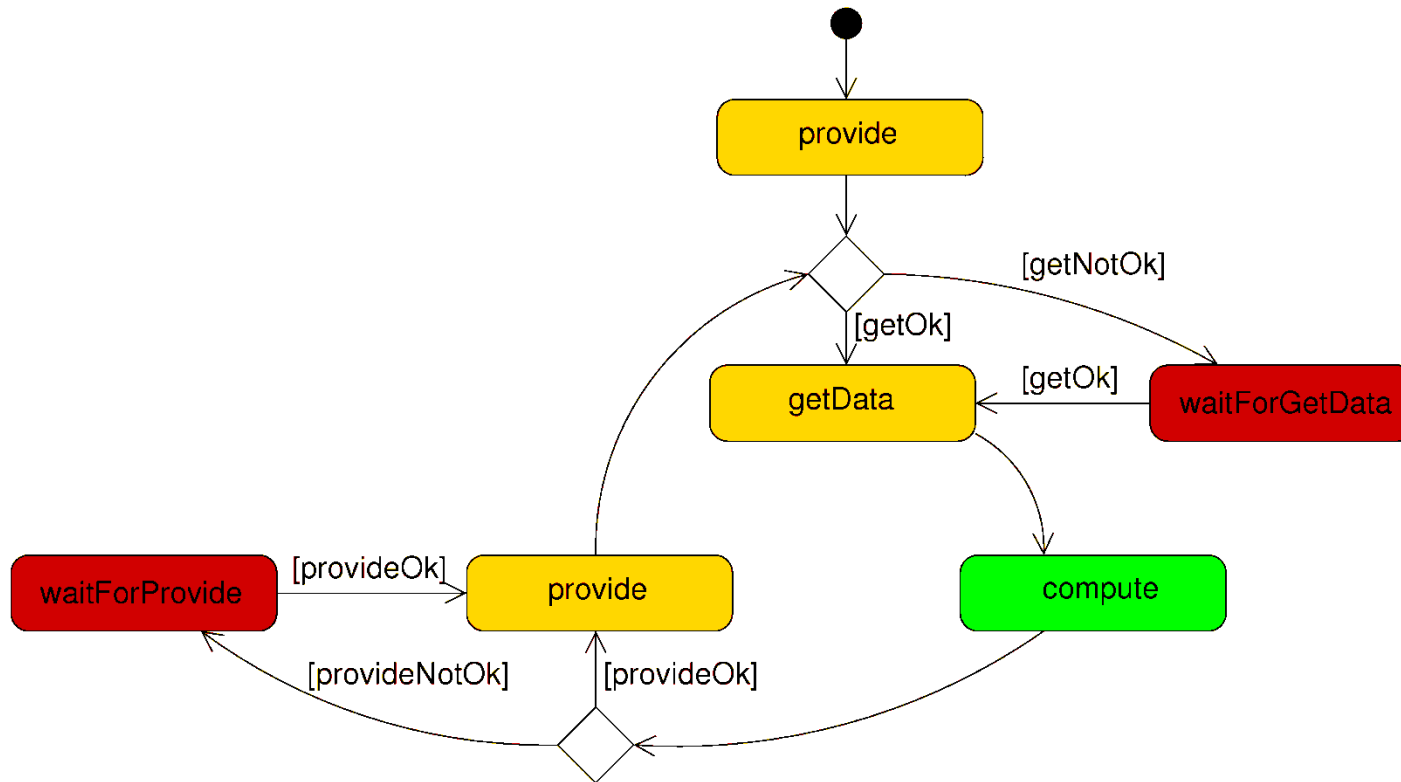 provide
[getNotOk]
[getOk]
[getOk]
getData
waitForGetData
[provideOk]
waitForProvide
provide
compute
[provideNotOk]
[provideOk]